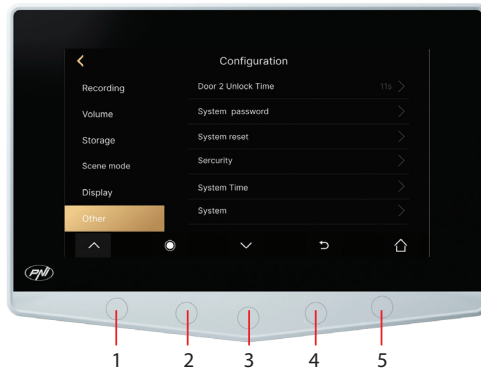 Configuration
Recording
Volume
Storage
Scene mode
Display
Other
Door 2 Unlock Time 11s
System password
System reset
Sercurity
System Time
System
PNI
1 2 3 4 5